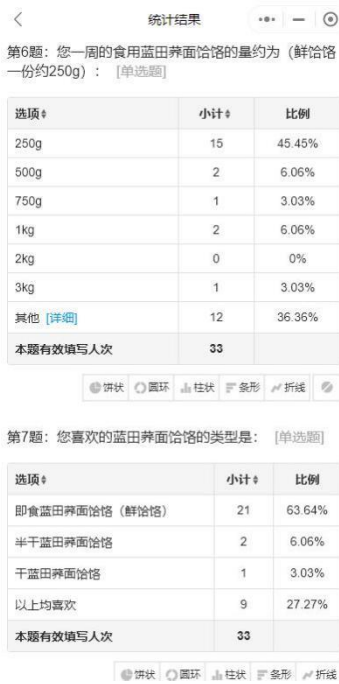 统计结果
第6题：您一周的食用蓝田荞面饸饹的量约为（鲜饸饹
一份约250g）： [单选题]
选项 小计 比例
250g 15 45.45%
500g 2 6.06%
750g 1 3.03%
1kg 2 6.06%
2kg 0 0%
3kg 1 3.03%
其他 [详细] 12 36.36%
本题有效填写人次 33
饼状 圆环 柱状 条形 折线
第7题：您喜欢的蓝田荞面饸饹的类型是： [单选题]
选项 小计 比例
即食蓝田荞面饸饹（鲜饸饹） 21 63.64%
半干蓝田荞面饸饹 2 6.06%
干蓝田荞面饸饹 1 3.03%
以上均喜欢 9 27.27%
本题有效填写人次 33
饼状 圆环 柱状 条形 折线